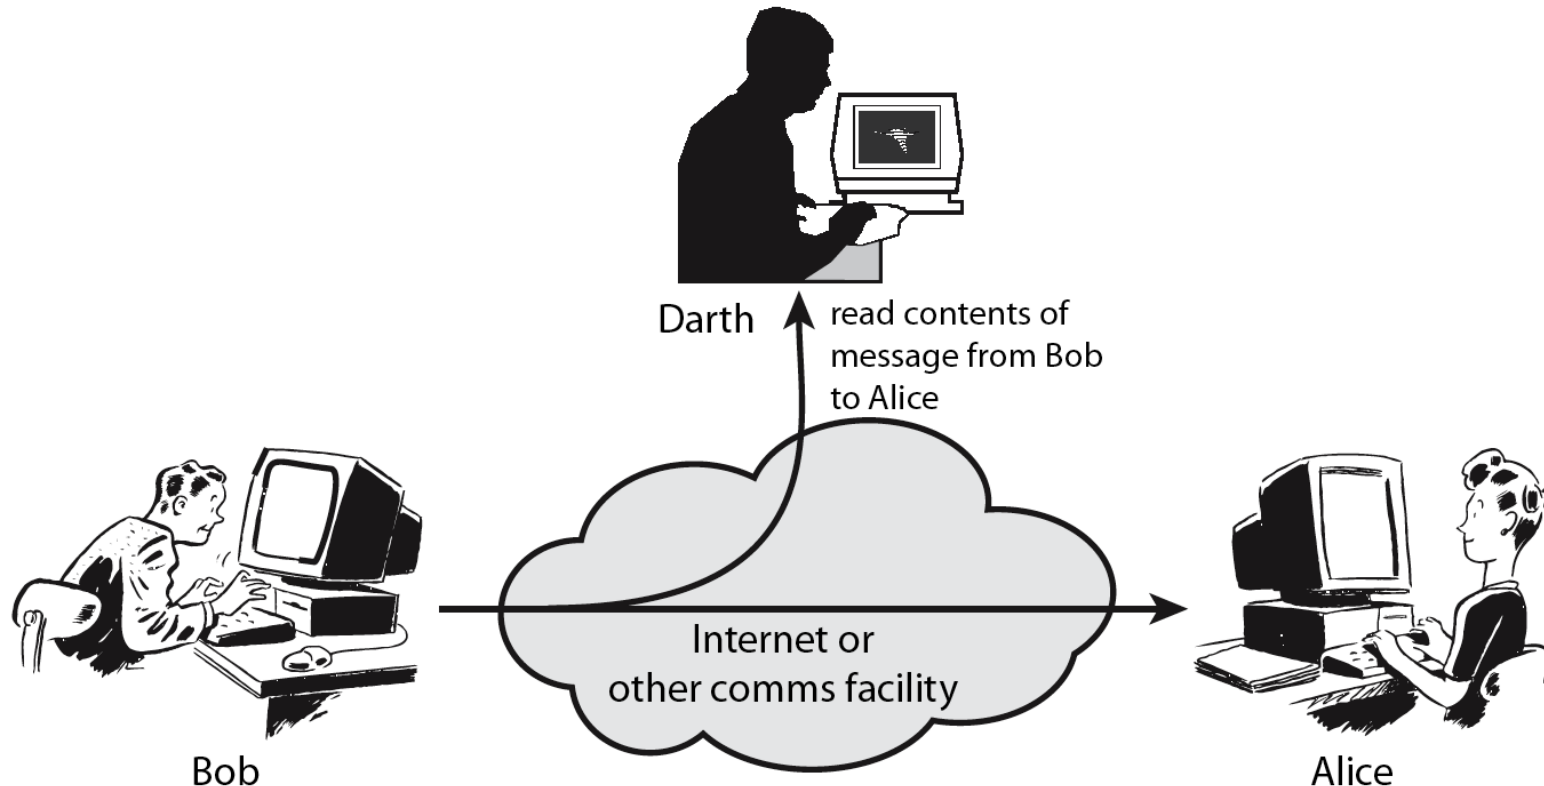 Darth
read contents of
message from Bob
to Alice
Internet or
other comms facility
Bob
Alice